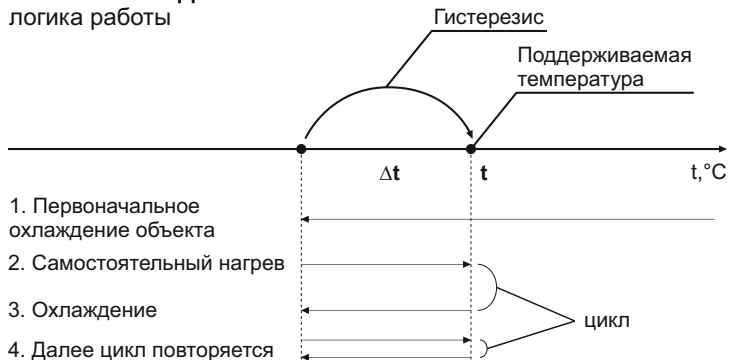 логика работы
Гистерезис
Поддерживаемая
температура
Δt
t
t,°C
1. Первоначальное
охлаждение объекта
2. Самостоятельный нагрев
3. Охлаждение
цикл
4. Далее цикл повторяется